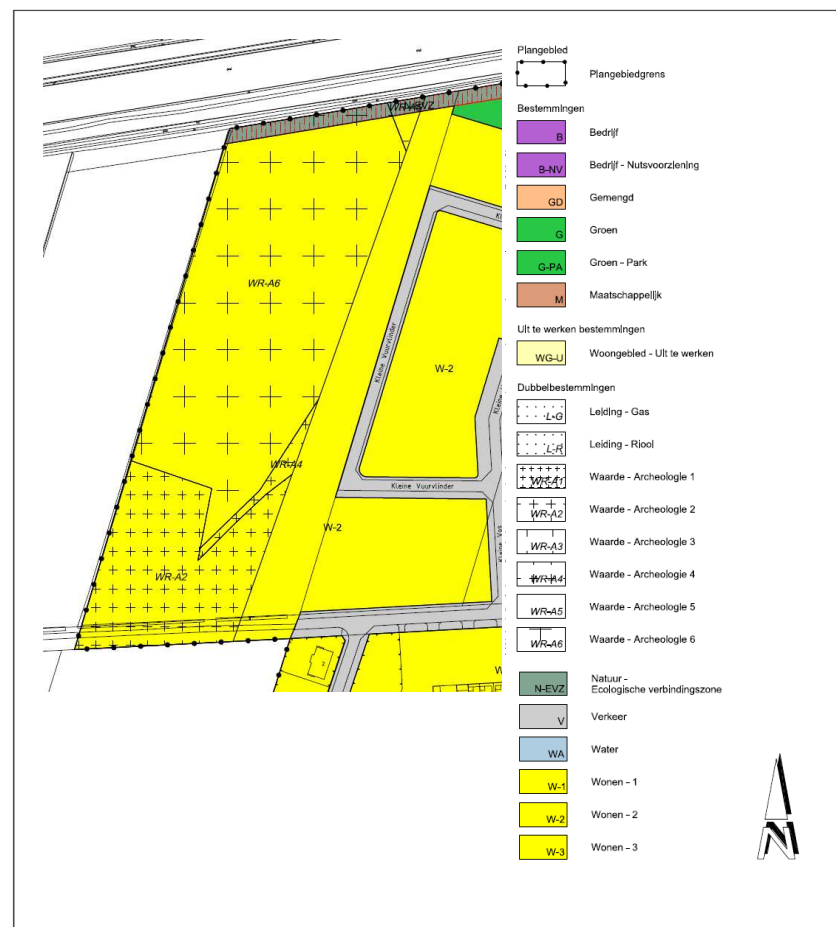 Plangebied
Plangebiedgrens
Bestemmingen
B Bedrijf
B-NV Bedrijf - Nutsvoorziening
GD Gemengd
G Groen
G-PA Groen - Park
M Maatschappelijk
Uit te werken bestemmingen
WG-U Woongebied - Uit te werken
Dubbelbestemmingen
L-G Leiding - Gas
L-R Leiding - Riool
WR-A1 Waarde - Archeologie 1
WR-A2 Waarde - Archeologie 2
WR-A3 Waarde - Archeologie 3
WR-A4 Waarde - Archeologie 4
WR-A5 Waarde - Archeologie 5
WR-A6 Waarde - Archeologie 6
N-EVZ Natuur -
Ecologische verbindingszone
V Verkeer
WA Water
W-1 Wonen - 1
W-2 Wonen - 2
W-3 Wonen - 3
WR-A6
Kleine Vuurvlinder
W-2
WR-A4
Kleine Vuurvlinder
W-2
Kleine Vos
WR-A2
N